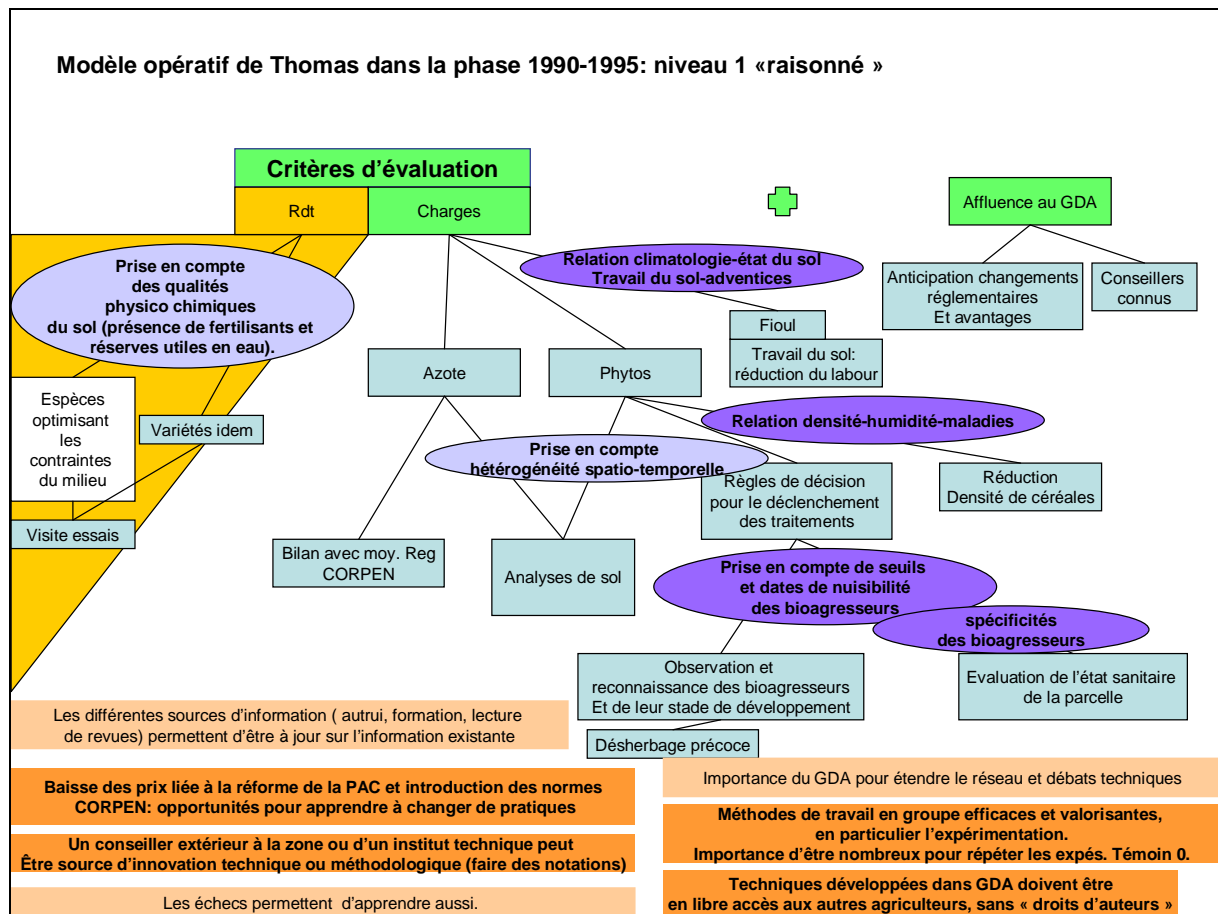 Modèle opératif de Thomas dans la phase 1990-1995: niveau 1 «raisonné »
Critères d'évaluation
Rdt
Charges
Affluence au GDA
Prise en compte
des qualités
physico chimiques
du sol (présence de fertilisants et
réserves utiles en eau).
Relation climatologie-état du sol
Travail du sol-adventices
Anticipation changements
réglementaires
Et avantages
Conseillers
connus
Fioul
Travail du sol:
réduction du labour
Azote
Phytos
Espèces
optimisant
les
contraintes
du milieu
Variétés idem
Relation densité-humidité-maladies
Prise en compte
hétérogénéité spatio-temporelle
Règles de décision
pour le déclenchement
des traitements
Réduction
Densité de céréales
Visite essais
Bilan avec moy. Reg
CORPEN
Analyses de sol
Prise en compte de seuils
et dates de nuisibilité
des bioagresseurs
spécificités
des bioagresseurs
Observation et
reconnaissance des bioagresseurs
Et de leur stade de développement
Evaluation de l'état sanitaire
de la parcelle
Désherbage précoce
Les différentes sources d'information ( autrui, formation, lecture
de revues) permettent d'être à jour sur l'information existante
Baisse des prix liée à la réforme de la PAC et introduction des normes
CORPEN: opportunités pour apprendre à changer de pratiques
Un conseiller extérieur à la zone ou d'un institut technique peut
Être source d'innovation technique ou méthodologique (faire des notations)
Les échecs permettent d'apprendre aussi.
Importance du GDA pour étendre le réseau et débats techniques
Méthodes de travail en groupe efficaces et valorisantes,
en particulier l'expérimentation.
Importance d'être nombreux pour répéter les expés. Témoin 0.
Techniques développées dans GDA doivent être
en libre accès aux autres agriculteurs, sans « droits d'auteurs »